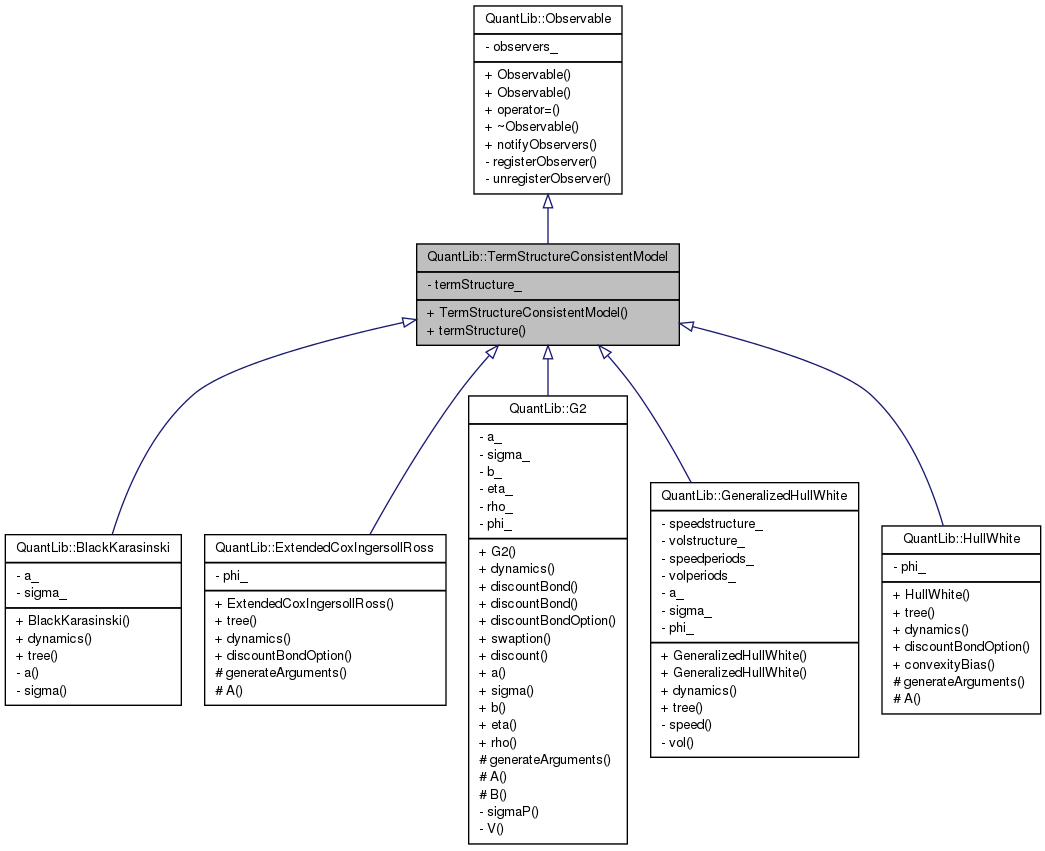 QuantLib::Observable
- observers_
+ Observable()
+ Observable()
+ operator=()
+ ~Observable()
+ notifyObservers()
- registerObserver()
- unregisterObserver()
QuantLib::TermStructureConsistentModel
- termStructure_
+ TermStructureConsistentModel()
+ termStructure()
QuantLib::BlackKarasinski
- a_
- sigma_
+ BlackKarasinski()
+ dynamics()
+ tree()
- a()
- sigma()
QuantLib::ExtendedCoxIngersollRoss
- phi_
+ ExtendedCoxIngersollRoss()
+ tree()
+ dynamics()
+ discountBondOption()
# generateArguments()
# A()
QuantLib::G2
- a_
- sigma_
- b_
- eta_
- rho_
- phi_
+ G2()
+ dynamics()
+ discountBond()
+ discountBond()
+ discountBondOption()
+ swaption()
+ discount()
+ a()
+ sigma()
+ b()
+ eta()
+ rho()
# generateArguments()
# A()
# B()
- sigmaP()
- V()
QuantLib::GeneralizedHullWhite
- speedstructure_
- volstructure_
- speedperiods_
- volperiods_
- a_
- sigma_
- phi_
+ GeneralizedHullWhite()
+ GeneralizedHullWhite()
+ dynamics()
+ tree()
- speed()
- vol()
QuantLib::HullWhite
- phi_
+ HullWhite()
+ tree()
+ dynamics()
+ discountBondOption()
+ convexityBias()
# generateArguments()
# A()